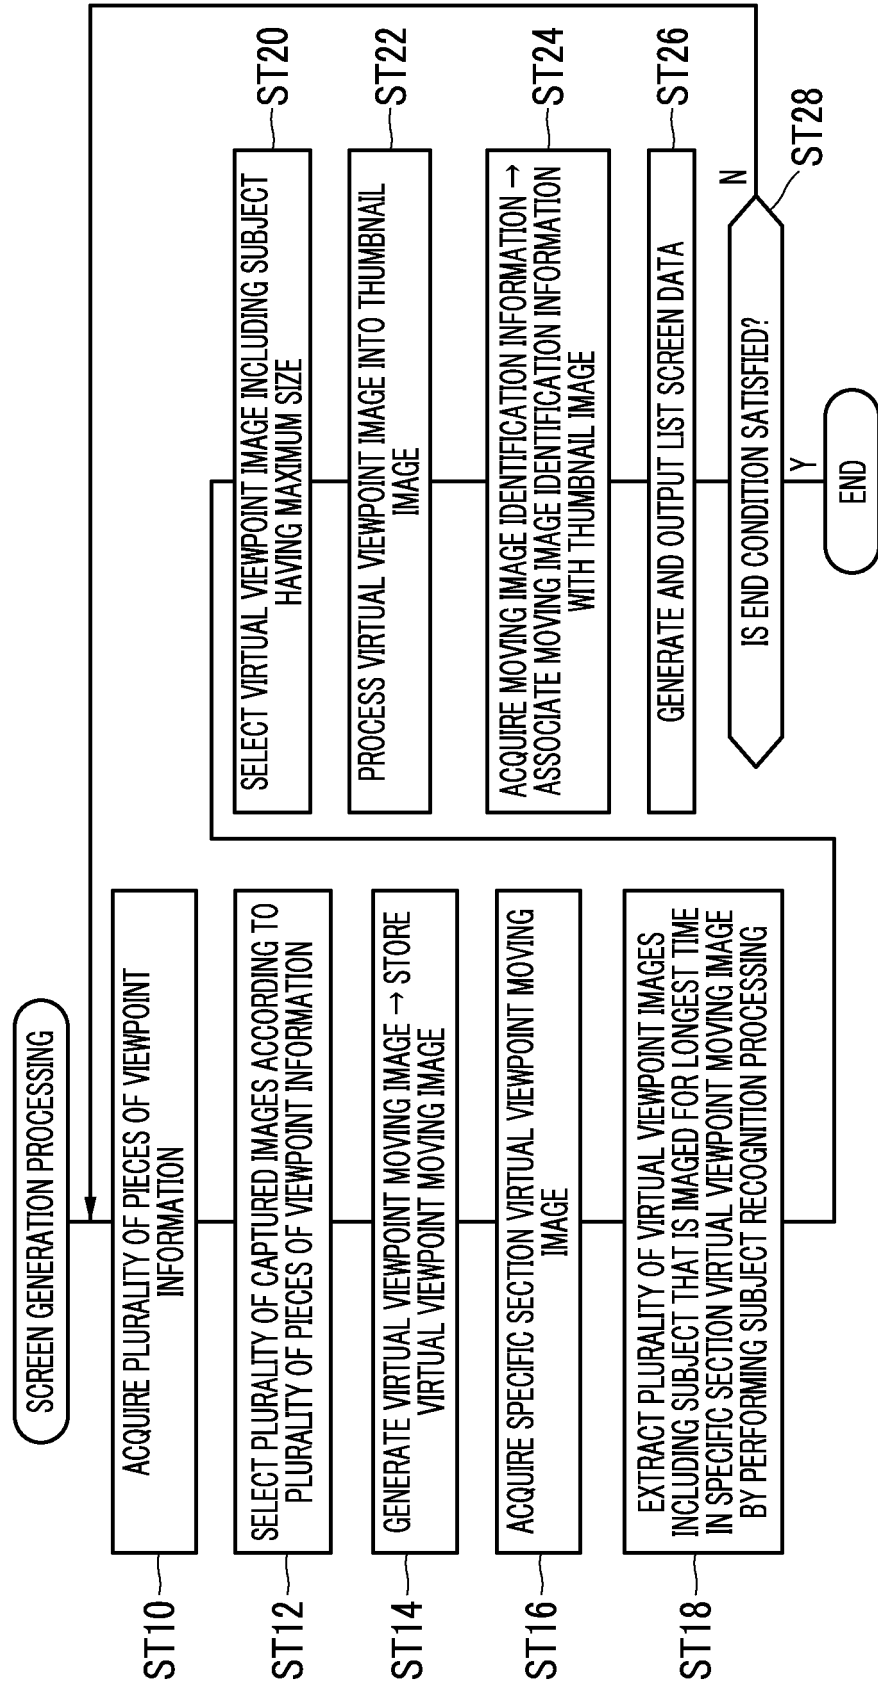 SCREEN GENERATION PROCESSING
ST10
ACQUIRE PLURALITY OF PIECES OF VIEWPOINT
INFORMATION
ST12
SELECT PLURALITY OF CAPTURED IMAGES ACCORDING TO
PLURALITY OF PIECES OF VIEWPOINT INFORMATION
ST14
GENERATE VIRTUAL VIEWPOINT MOVING IMAGE → STORE
VIRTUAL VIEWPOINT MOVING IMAGE
ST16
ACQUIRE SPECIFIC SECTION VIRTUAL VIEWPOINT MOVING
IMAGE
ST18
EXTRACT PLURALITY OF VIRTUAL VIEWPOINT IMAGES
INCLUDING SUBJECT THAT IS IMAGED FOR LONGEST TIME
IN SPECIFIC SECTION VIRTUAL VIEWPOINT MOVING IMAGE
BY PERFORMING SUBJECT RECOGNITION PROCESSING
SELECT VIRTUAL VIEWPOINT IMAGE INCLUDING SUBJECT
HAVING MAXIMUM SIZE
ST20
PROCESS VIRTUAL VIEWPOINT IMAGE INTO THUMBNAIL
IMAGE
ST22
ACQUIRE MOVING IMAGE IDENTIFICATION INFORMATION →
ASSOCIATE MOVING IMAGE IDENTIFICATION INFORMATION
WITH THUMBNAIL IMAGE
ST24
GENERATE AND OUTPUT LIST SCREEN DATA
ST26
IS END CONDITION SATISFIED?
N
ST28
Y
END